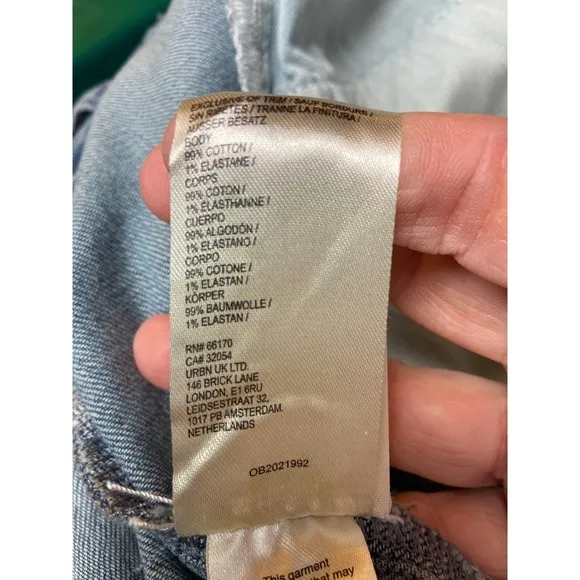 EXCLUSIVE OF TRIM / SAUF BORDURE /
SIN RIBETES / TRANNE LA FINITURA /
AUSSER BESATZ
BODY
99% COTTON /
1% ELASTANE /
CORPS
99% COTON /
1% ELASTHANNE /
CUERPO
99% ALGODÓN /
1% ELASTANO /
CORPO
99% COTONE /
1% ELASTAN /
KÖRPER
99% BAUMWOLLE /
1% ELASTAN /
RN# 66170
CA# 32054
URBN UK LTD.
146 BRICK LANE
LONDON, E1 6RU
LEIDSESTRAAT 32,
1017 PB AMSTERDAM.
NETHERLANDS
OB2021992
This garment
that may